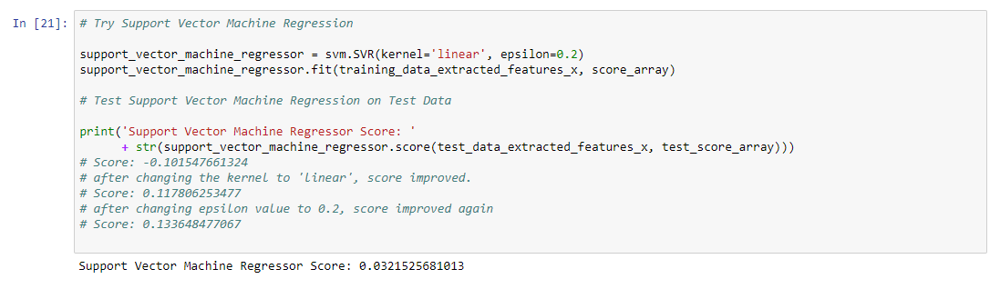 In [21]: # Try Support Vector Machine Regression
support_vector_machine_regressor = svm.SVR(kernel='linear', epsilon=0.2)
support_vector_machine_regressor.fit(training_data_extracted_features_x, score_array)
# Test Support Vector Machine Regression on Test Data
print('Support Vector Machine Regressor Score: '
+ str(support_vector_machine_regressor.score(test_data_extracted_features_x, test_score_array)))
# Score: -0.101547661324
# after changing the kernel to 'linear', score improved.
# Score: 0.117806253477
# after changing epsilon value to 0.2, score improved again
# Score: 0.133648477067
Support Vector Machine Regressor Score: 0.0321525681013